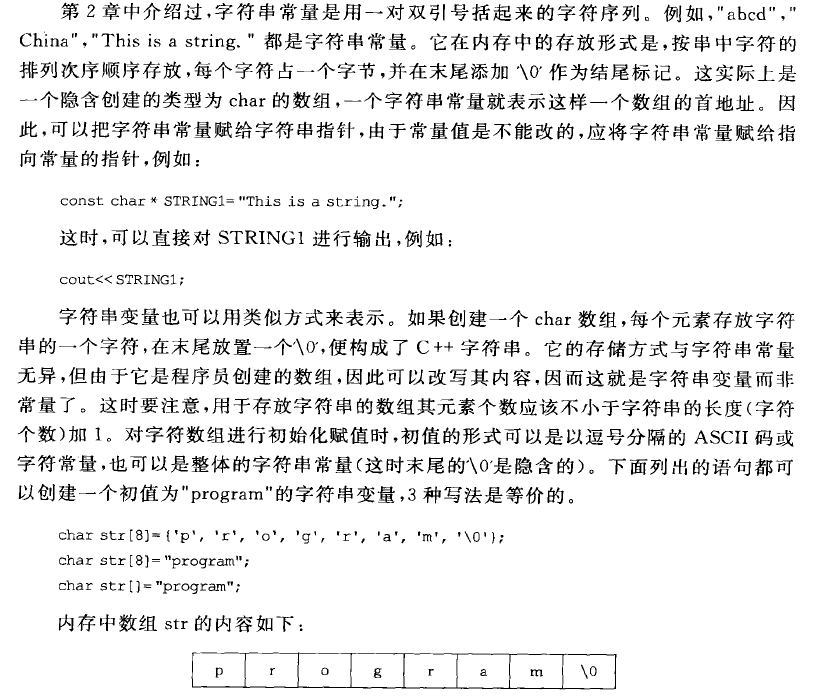 第 2 章中介绍过,字符串常量是用一对双引号括起来的字符序列。例如,"abcd","
China","This is a string. " 都是字符串常量。它在内存中的存放形式是,按串中字符的
排列次序顺序存放,每个字符占一个字节,并在末尾添加 '\0' 作为结尾标记。这实际上是
一个隐含创建的类型为 char 的数组,一个字符串常量就表示这样一个数组的首地址。因
此,可以把字符串常量赋给字符串指针,由于常量值是不能改的,应将字符串常量赋给指
向常量的指针,例如:
const char * STRING1= "This is a string.";
这时,可以直接对 STRING1 进行输出,例如:
cout<< STRING1;
字符串变量也可以用类似方式来表示。如果创建一个 char 数组,每个元素存放字符
串的一个字符,在末尾放置一个'\0',便构成了 C++ 字符串。它的存储方式与字符串常量
无异,但由于它是程序员创建的数组,因此可以改写其内容,因而这就是字符串变量而非
常量了。这时要注意,用于存放字符串的数组其元素个数应该不小于字符串的长度(字符
个数)加 1。对字符数组进行初始化赋值时,初值的形式可以是以逗号分隔的 ASCII 码或
字符常量,也可以是整体的字符串常量(这时末尾的'\0'是隐含的)。下面列出的语句都可
以创建一个初值为"program"的字符串变量,3 种写法是等价的。
char str[8]= {'p', 'r', 'o', 'g', 'r', 'a', 'm', '\0'};
char str[8]= "program";
char str[]= "program";
内存中数组 str 的内容如下:
p r o g r a m \0